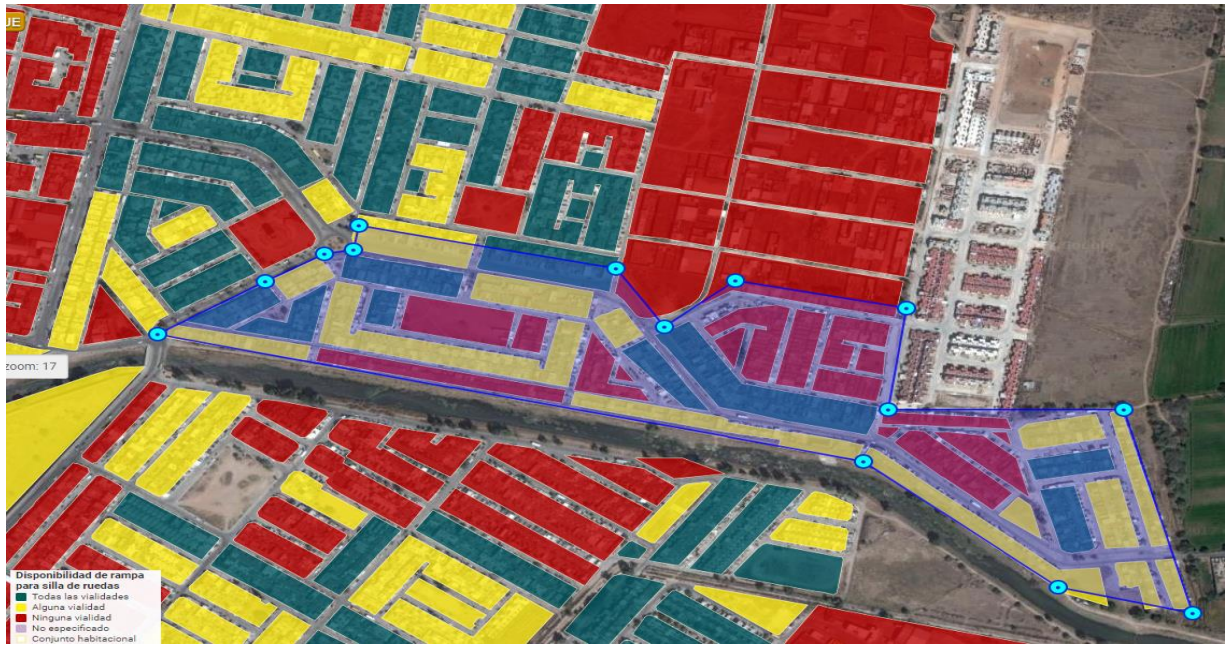 UE
zoom: 17
Disponibilidad de rampa
para silla de ruedas
Todas las vialidades
Alguna vialidad
Ninguna vialidad
No especificado
Conjunto habitacional